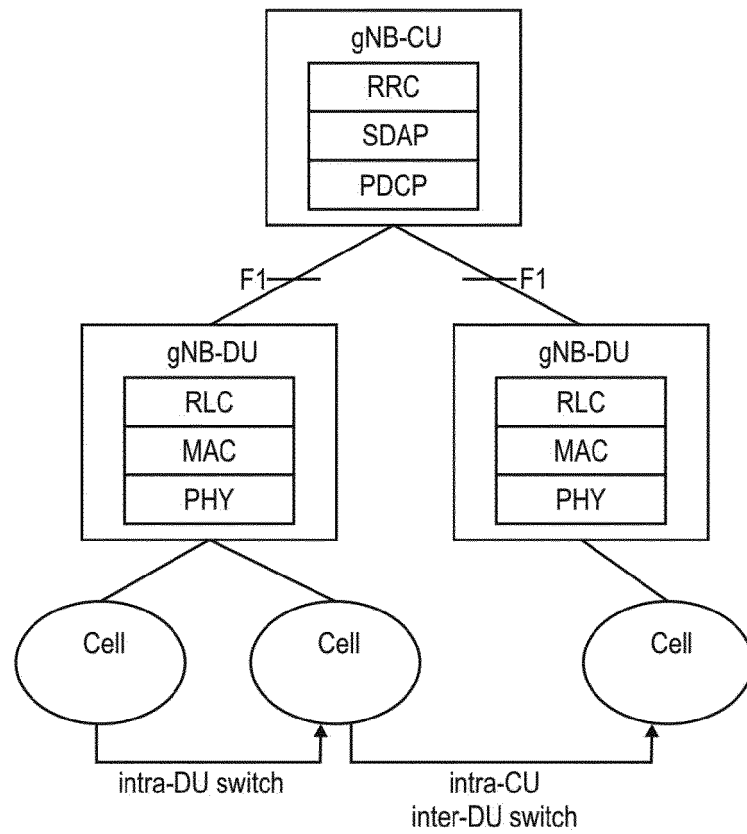 gNB-CU
RRC
SDAP
PDCP
F1
F1
gNB-DU
RLC
MAC
PHY
gNB-DU
RLC
MAC
PHY
Cell
Cell
Cell
intra-DU switch
intra-CU
inter-DU switch